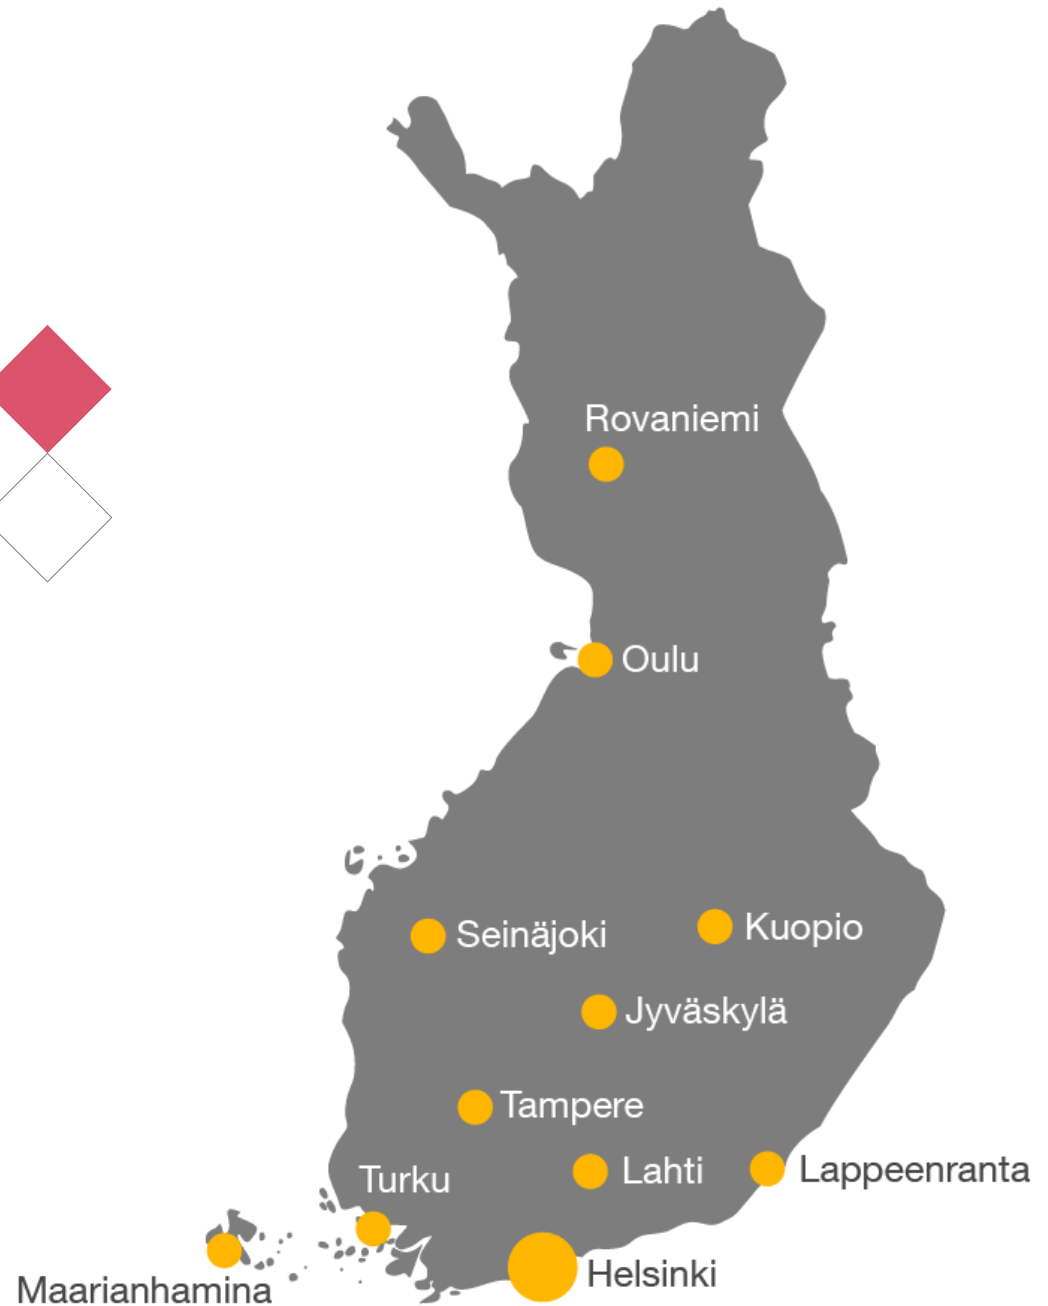 Rovaniemi
Oulu
Seinäjoki
Kuopio
Jyväskylä
Tampere
Lahti
Lappeenranta
Turku
Helsinki
Maarianhamina